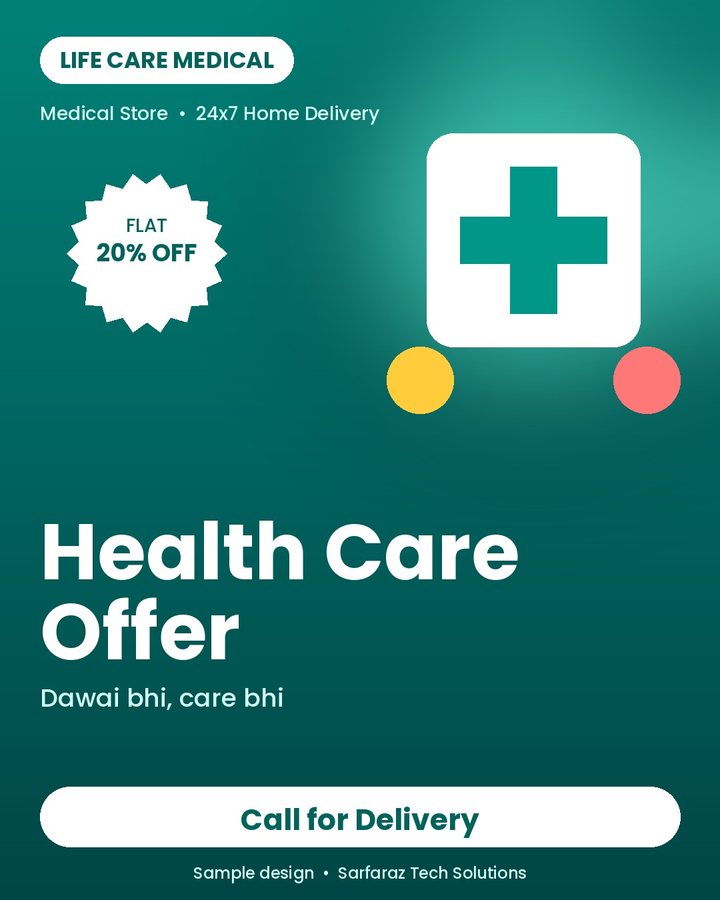 LIFE CARE MEDICAL
Medical Store • 24x7 Home Delivery
FLAT
20% OFF
Health Care
Offer
Dawai bhi, care bhi
Call for Delivery
Sample design • Sarfaraz Tech Solutions